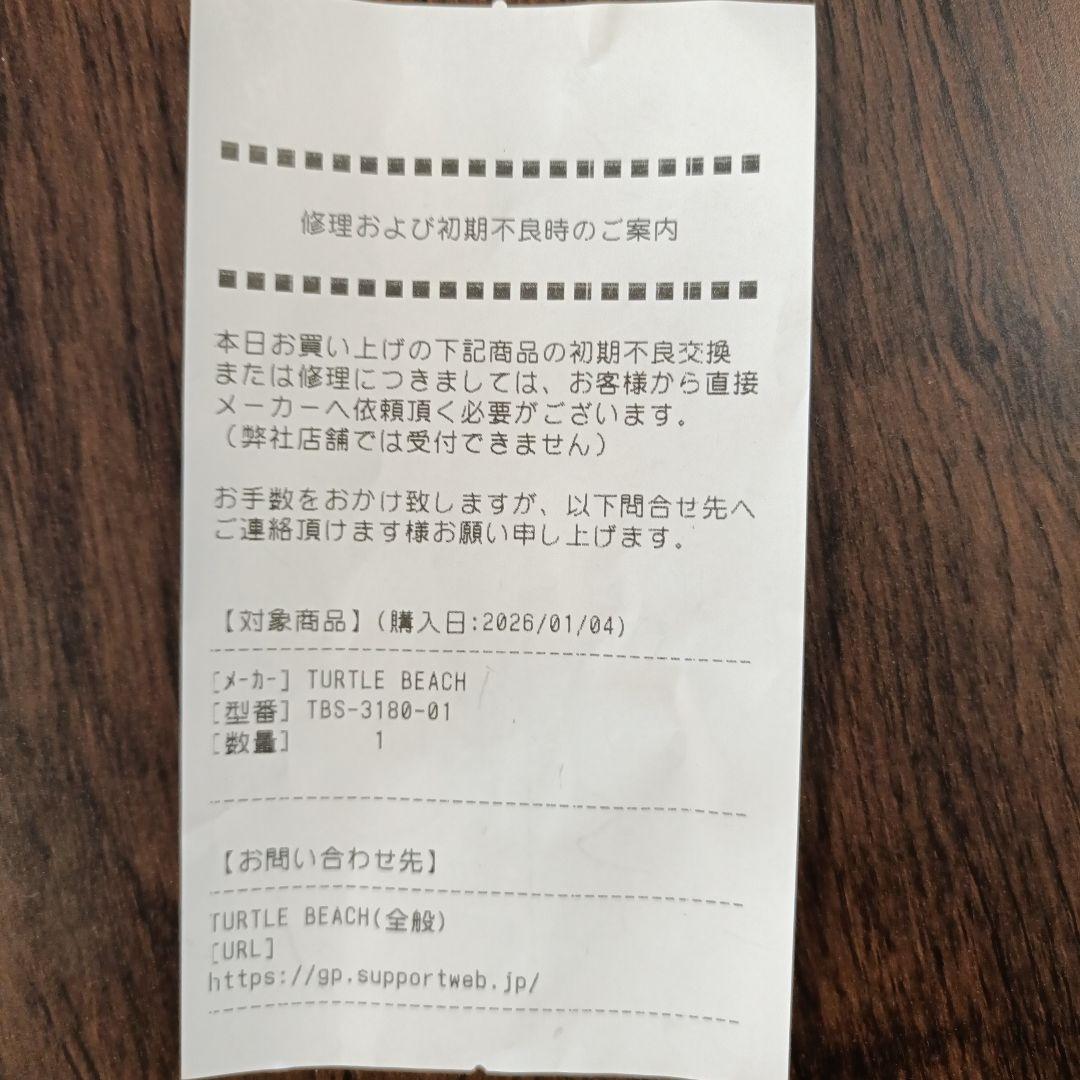 ■■■■■■■■■■■■■■■■■■■■
修理および初期不良時のご案内
■■■■■■■■■■■■■■■■■■■■
本日お買い上げの下記商品の初期不良交換
または修理につきましては、お客様から直接
メーカーへ依頼頂く必要がございます。
（弊社店舗では受付できません）
お手数をおかけ致しますが、以下問合せ先へ
ご連絡頂けます様お願い申し上げます。
【対象商品】(購入日:2026/01/04)
[ﾒｰｶｰ] TURTLE BEACH
[型番] TBS-3180-01
[数量] 1
【お問い合わせ先】
TURTLE BEACH(全般)
[URL]
https://gp.supportweb.jp/